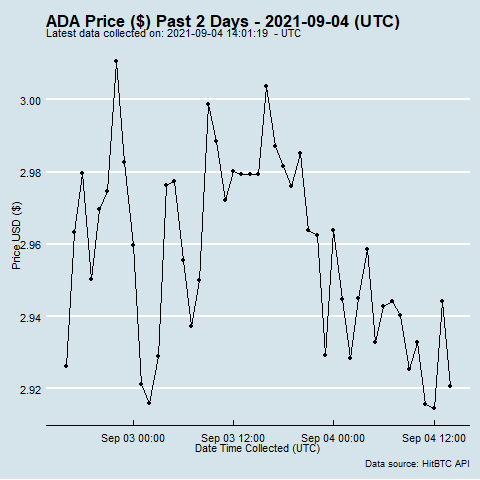 ADA Price ($) Past 2 Days - 2021-09-04 (UTC)
Latest data collected on: 2021-09-04 14:01:19 - UTC
3.00
2.98
2.96
2.94
2.92
Price USD ($)
Sep 03 00:00 Sep 03 12:00 Sep 04 00:00 Sep 04 12:00
Date Time Collected (UTC)
Data source: HitBTC API